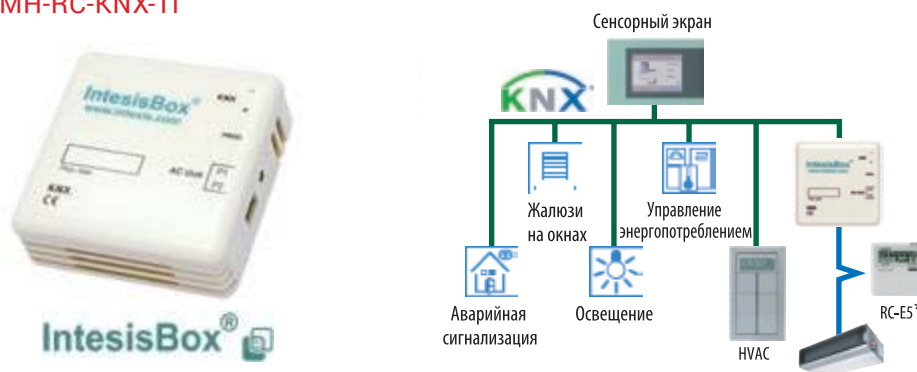 MH-RC-KNX-1i
IntesisBox®
www.intesis.com
KNX
AC Unit
P1
P2
KNX
CE
IntesisBox®
Сенсорный экран
KNX
Жалюзи
на окнах
Управление
энергопотреблением
Аварийная
сигнализация
Освещение
HVAC
IntesisBox
RC-E5*